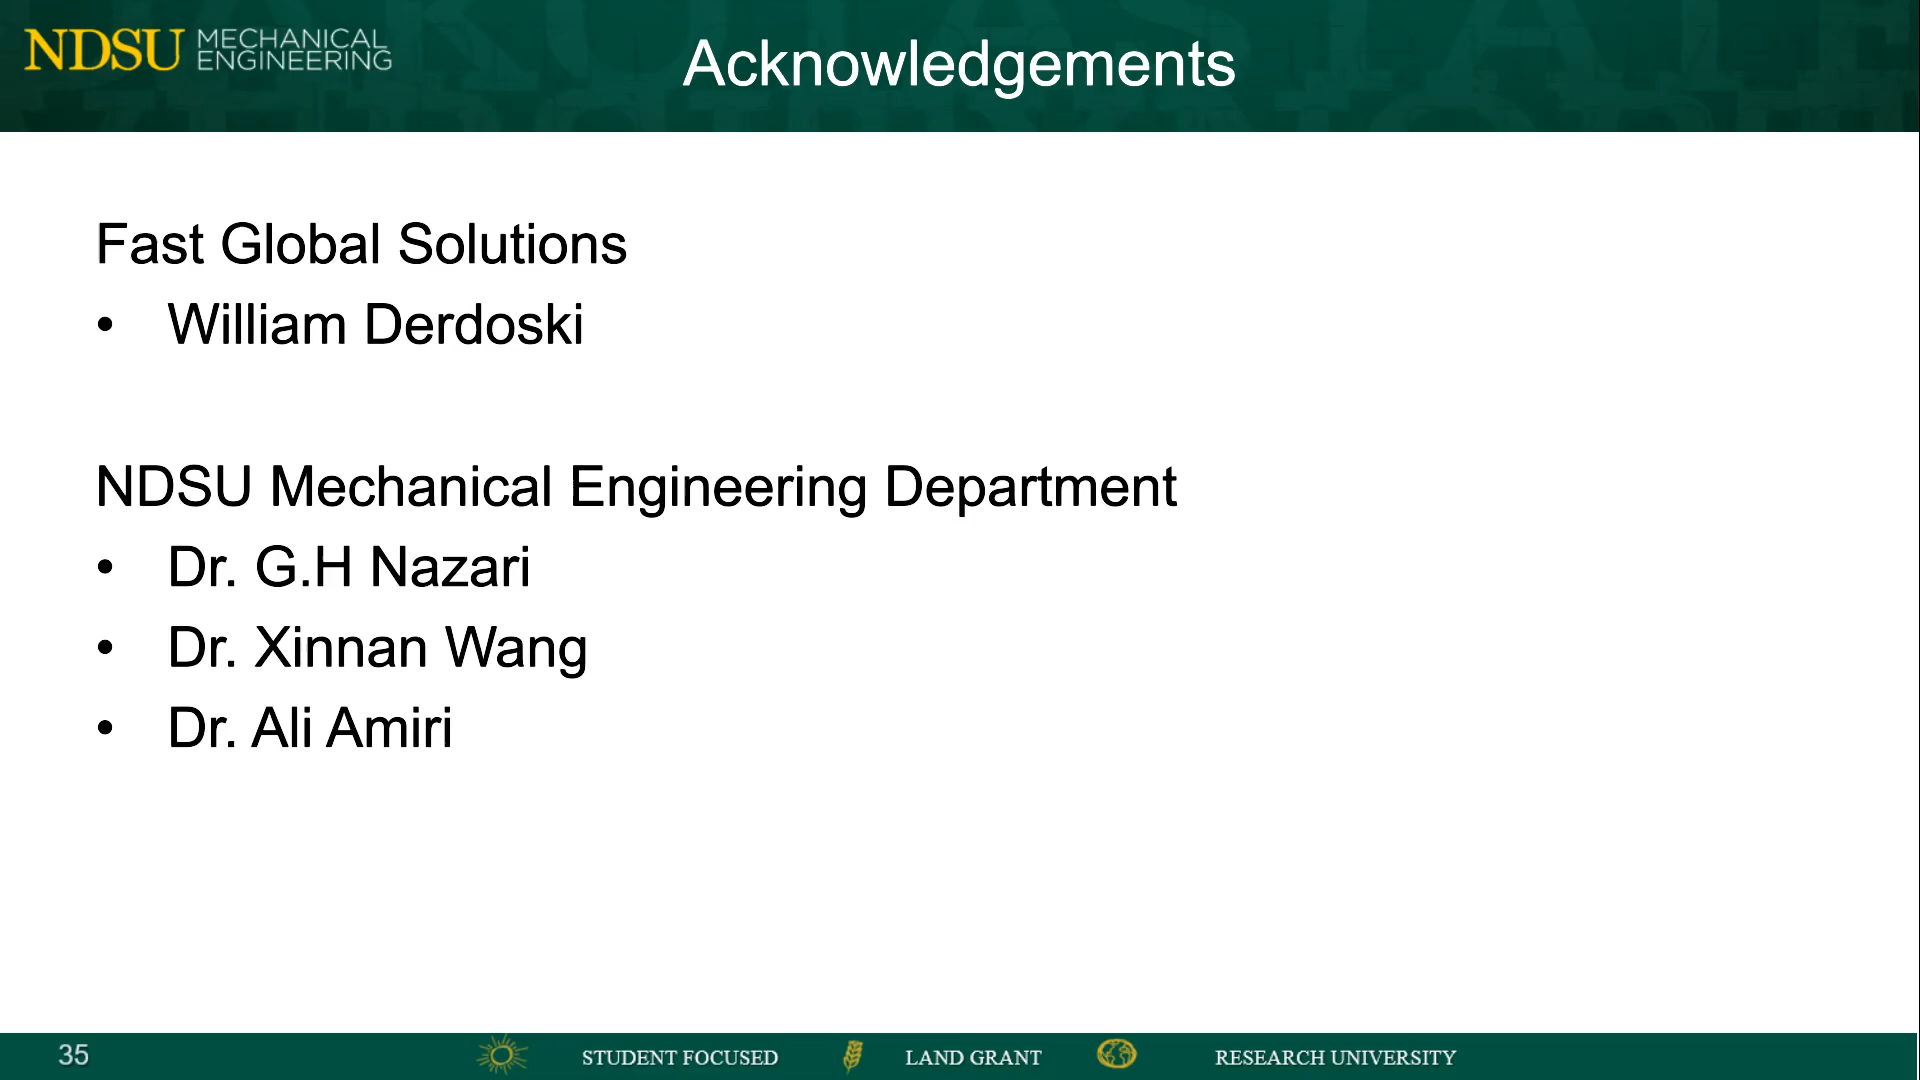 NDSU MECHANICAL
ENGINEERING
Acknowledgements
Fast Global Solutions
• William Derdoski
NDSU Mechanical Engineering Department
• Dr. G.H Nazari
• Dr. Xinnan Wang
• Dr. Ali Amiri
35 STUDENT FOCUSED LAND GRANT RESEARCH UNIVERSITY